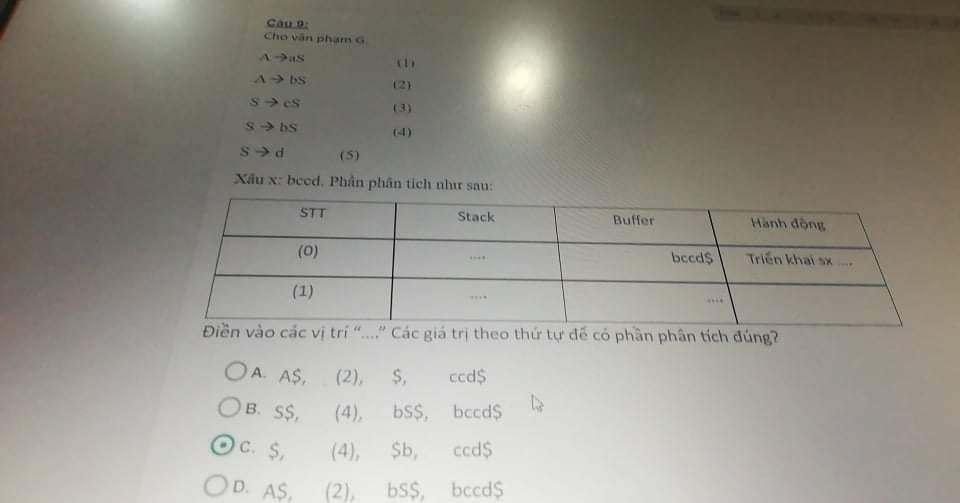 Câu 9:
Cho văn phạm G
A → aS (1)
A → bS (2)
S → cS (3)
S → bS (4)
S → d (5)
Xâu x: bccd. Phần phân tích như sau:
STT Stack Buffer Hành động
(0) .... bccd$ Triển khai sx ....
(1) .... ....
Điền vào các vị trí “....” Các giá trị theo thứ tự để có phần phân tích đúng?
A. A$, (2), $, ccd$
B. S$, (4), bS$, bccd$
C. $, (4), $b, ccd$
D. A$, (2), bS$, bccd$